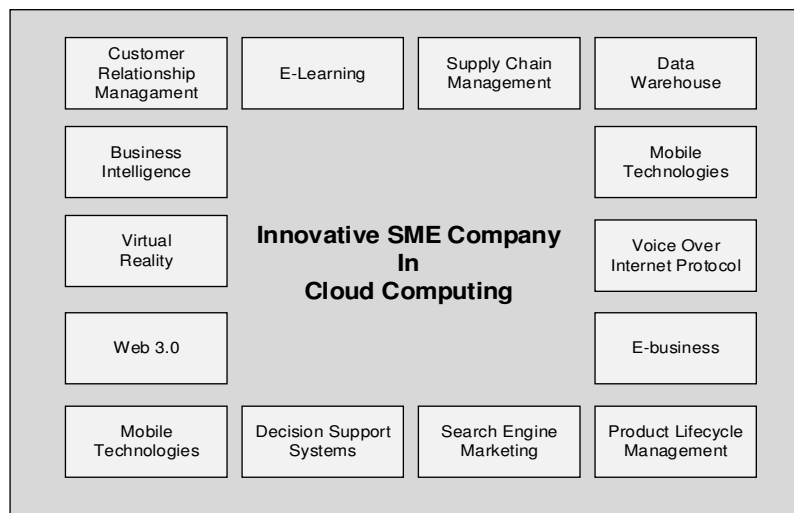 Customer
Relationship
Managament
E-Learning
Supply Chain
Management
Data
Warehouse
Business
Intelligence
Mobile
Technologies
Virtual
Reality
Innovative SME Company
In
Cloud Computing
Voice Over
Internet Protocol
Web 3.0
E-business
Mobile
Technologies
Decision Support
Systems
Search Engine
Marketing
Product Lifecycle
Management